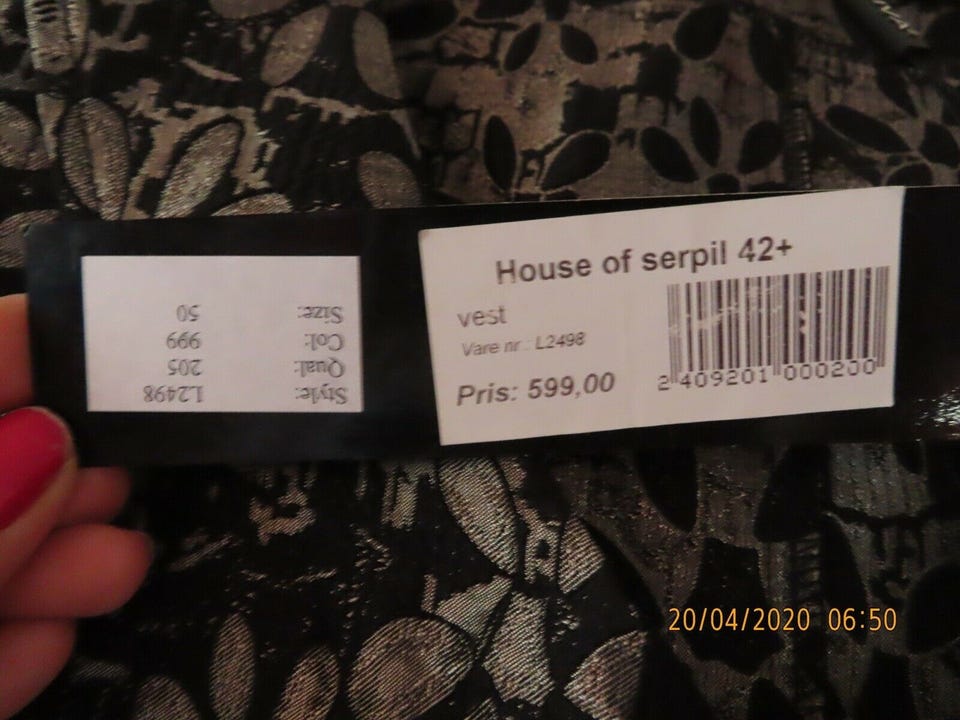 House of serpil 42+
vest
Vare nr.: L2498
Pris: 599,00
2 409201 000200
Style: L2498
Qual: 205
Col: 999
Size: 50
20/04/2020 06:50